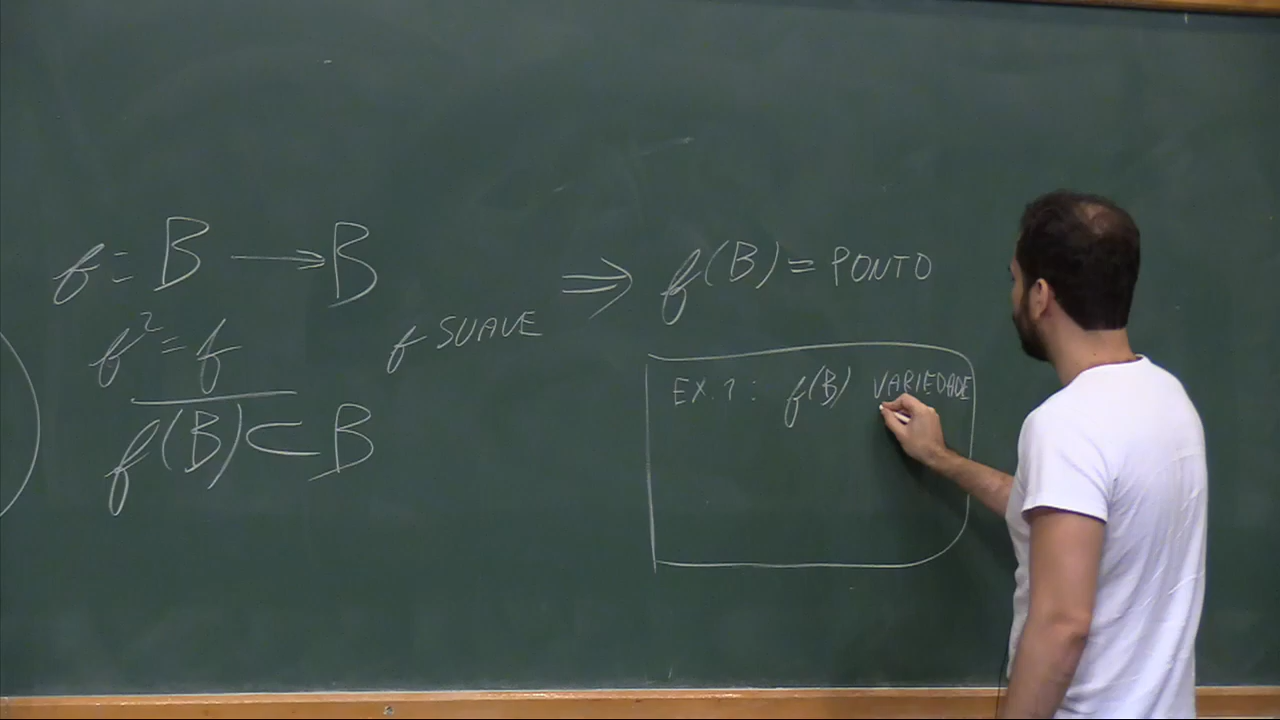 f: B → B
f² = f
f SUAVE
f(B) ⊂ B
⇒ f(B) = PONTO
EX. 1: f(B) VARIEDADE